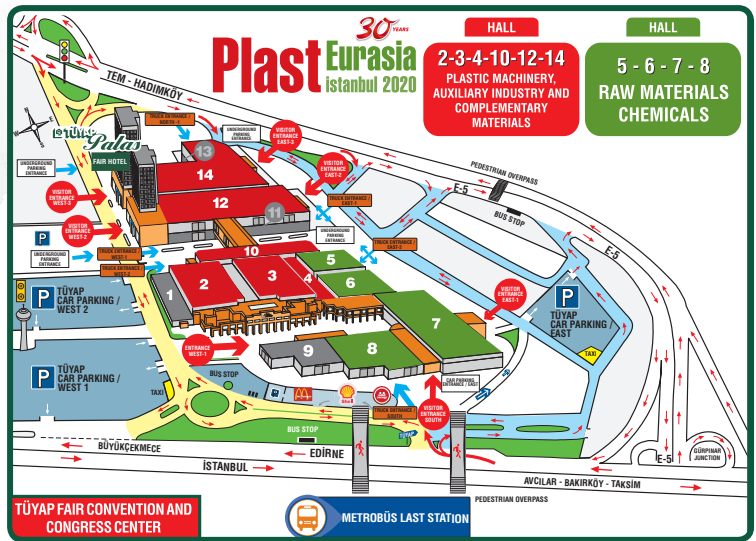 30 YEARS
Plast Eurasia
istanbul 2020
HALL
2-3-4-10-12-14
PLASTIC MACHINERY,
AUXILIARY INDUSTRY AND
COMPLEMENTARY
MATERIALS
HALL
5 - 6 - 7 - 8
RAW MATERIALS
CHEMICALS
TEM - HADIMKÖY
TÜYAP
Palas
FAIR HOTEL
TRUCK ENTRANCE /
NORTH -1
UNDERGROUND
PARKING
ENTRANCE
VISITOR
ENTRANCE
EAST-3
VISITOR
ENTRANCE
EAST-2
PEDESTRIAN OVERPASS
E-5
BUS STOP
E-5
UNDERGROUND
PARKING
ENTRANCE
VISITOR
ENTRANCE
WEST-3
VISITOR
ENTRANCE
WEST-2
P
UNDERGROUND
PARKING
ENTRANCE
TRUCK ENTRANCE /
WEST-1
TRUCK ENTRANCE /
WEST-2
TRUCK ENTRANCE /
EAST-1
UNDERGROUND
PARKING
ENTRANCE
TRUCK ENTRANCE /
EAST-2
13
14
12
11
10
1
2
3
4
5
6
7
8
9
P
TÜYAP
CAR PARKING /
WEST 2
P
TÜYAP
CAR PARKING /
WEST 1
TAXI
ENTRANCE
WEST-1
VISITOR
ENTRANCE
EAST-1
P
TÜYAP
CAR PARKING /
EAST
TAXI
BUS STOP
McDonald's
Shell
CAR PARKING
ENTRANCE / EAST
TRUCK ENTRANCE /
SOUTH
VISITOR
ENTRANCE
SOUTH
TÜYAP
BUS STOP
BÜYÜKÇEKMECE
EDİRNE
İSTANBUL
E-5
GÜRPINAR
JUNCTION
AVCILAR - BAKIRKÖY - TAKSİM
PEDESTRIAN OVERPASS
TÜYAP FAIR CONVENTION AND
CONGRESS CENTER
METROBÜS LAST STATION